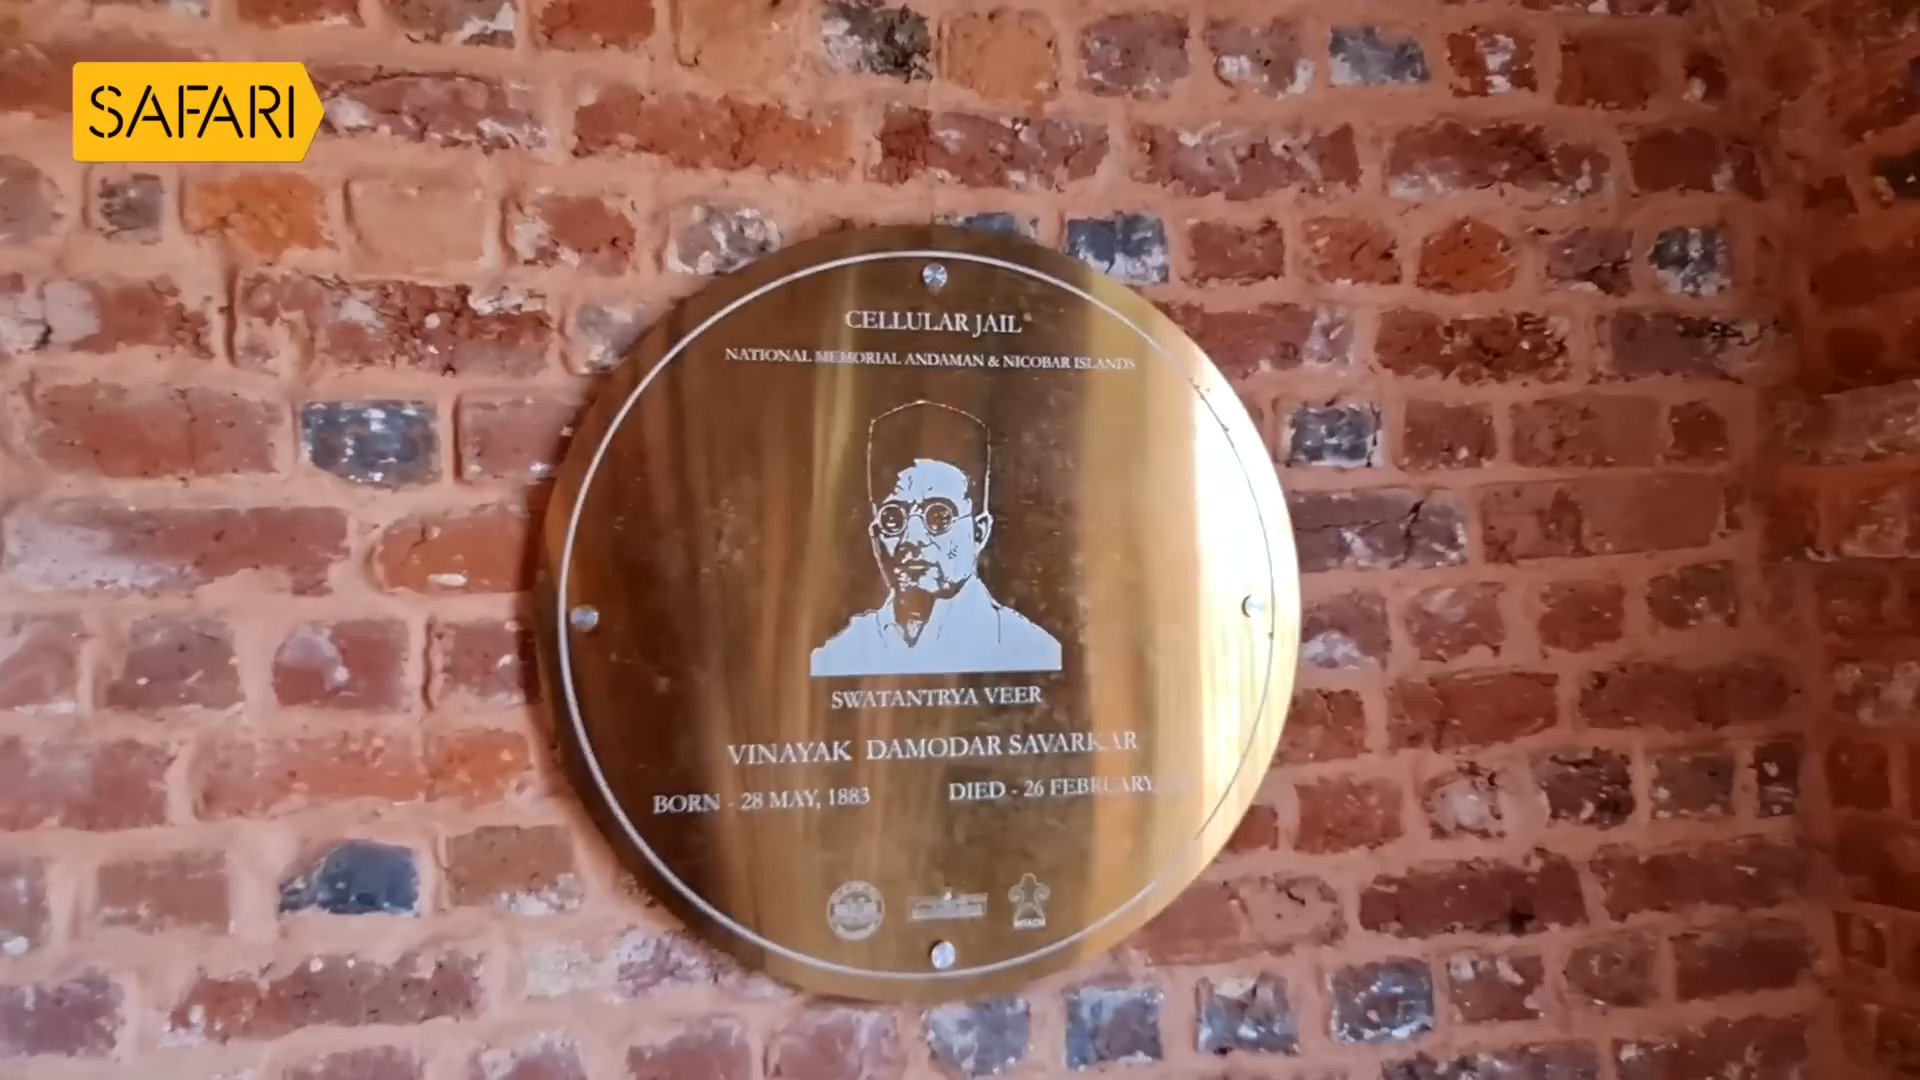 SAFARI
CELLULAR JAIL
NATIONAL MEMORIAL ANDAMAN & NICOBAR ISLANDS
SWATANTRYA VEER
VINAYAK DAMODAR SAVARKAR
BORN - 28 MAY, 1883 DIED - 26 FEBRUARY,